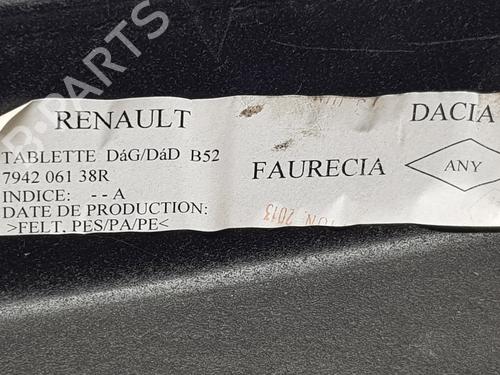 RENAULT
TABLETTE DáG/DáD B52
7942 061 38R
INDICE: - - A
DATE DE PRODUCTION:
>FELT, PES/PA/PE<
FAURECIA
2013
DACIA
ANY
B-PARTS